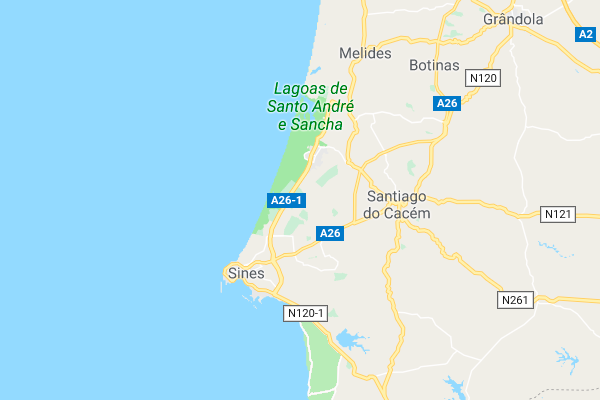 Grândola
A2
Melides
Botinas
N120
Lagoas de
Santo André
e Sancha
A26
A26-1
Santiago
do Cacém
N121
A26
Sines
N261
N120-1